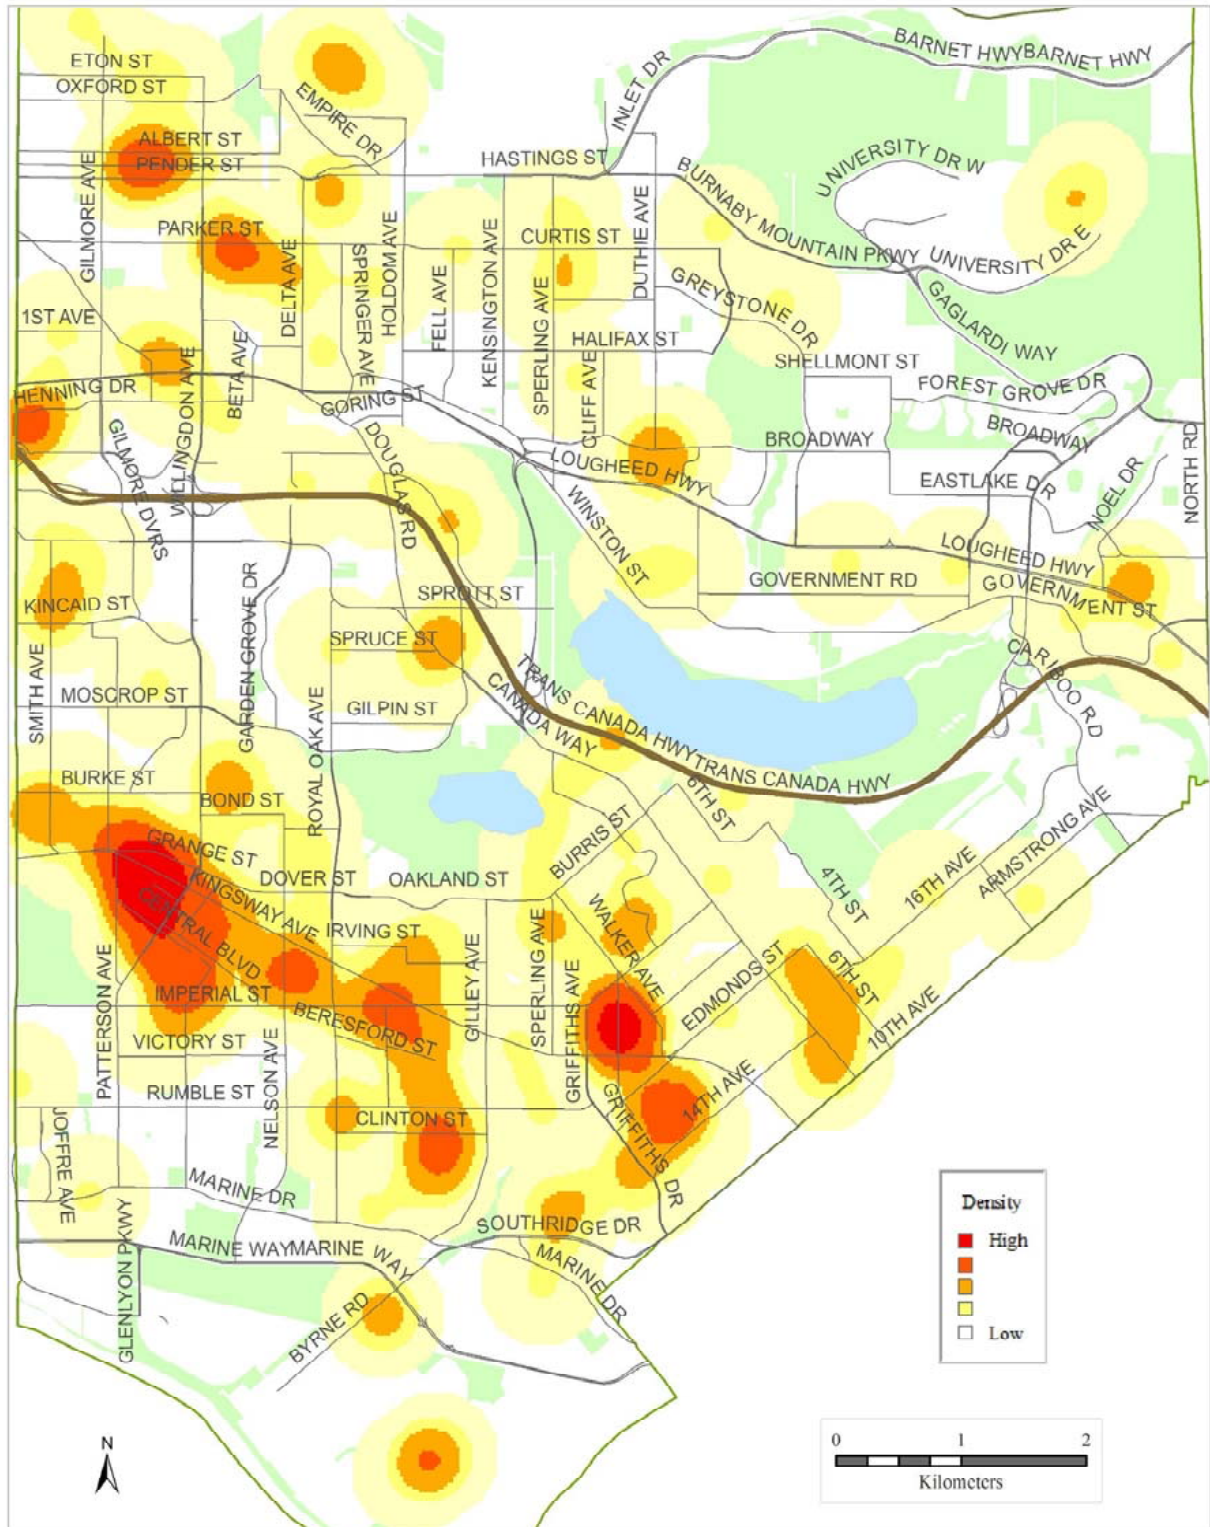 BARNET HWYBARNET HWY
ETON ST
OXFORD ST
INLET DR
EMPIRE DR
ALBERT ST
PENDER ST
HASTINGS ST
UNIVERSITY DR W
BURNABY MOUNTAIN PKWY
GILMORE AVE
PARKER ST
CURTIS ST
DUTHIE AVE
UNIVERSITY DR E
DELTA AVE
SPRINGER AVE
HOLDOM AVE
FELL AVE
KENSINGTON AVE
SPERLING AVE
GREYSTONE DR
GAGLARDI WAY
1ST AVE
HALIFAX ST
SHELLMONT ST
BETA AVE
WILLINGDON AVE
HENNING DR
GORING ST
CLIFF AVE
FOREST GROVE DR
GILMORE DVRS
DOUGLAS RD
LOUGHEED HWY
BROADWAY
BROADWAY
EASTLAKE DR
NOEL DR
NORTH RD
WINSTON ST
LOUGHEED HWY
GARDEN GROVE DR
SPROTT ST
GOVERNMENT RD
GOVERNMENT ST
KINCAID ST
SPRUCE ST
SMITH AVE
MOSCROP ST
GILPIN ST
ROYAL OAK AVE
TRANS CANADA HWYTRANS CANADA HWY
CANADA WAY
CARIBOO RD
BURKE ST
BOND ST
6TH ST
BURRIS ST
ARMSTRONG AVE
GRANGE ST
DOVER ST
OAKLAND ST
4TH ST
16TH AVE
KINGSWAY AVE
CENTRAL BLVD
IRVING ST
WALKER AVE
PATTERSON AVE
GILLEY AVE
SPERLING AVE
GRIFFITHS AVE
EDMONDS ST
6TH ST
10TH AVE
IMPERIAL ST
BERESFORD ST
VICTORY ST
NELSON AVE
RUMBLE ST
CLINTON ST
14TH AVE
GRIFFITHS DR
JOFFRE AVE
MARINE DR
SOUTHRIDGE DR
GLENLYON PKWY
MARINE WAYMARINE WAY
MARINE DR
BYRNE RD
Density
High
Low
N
0 1 2
Kilometers